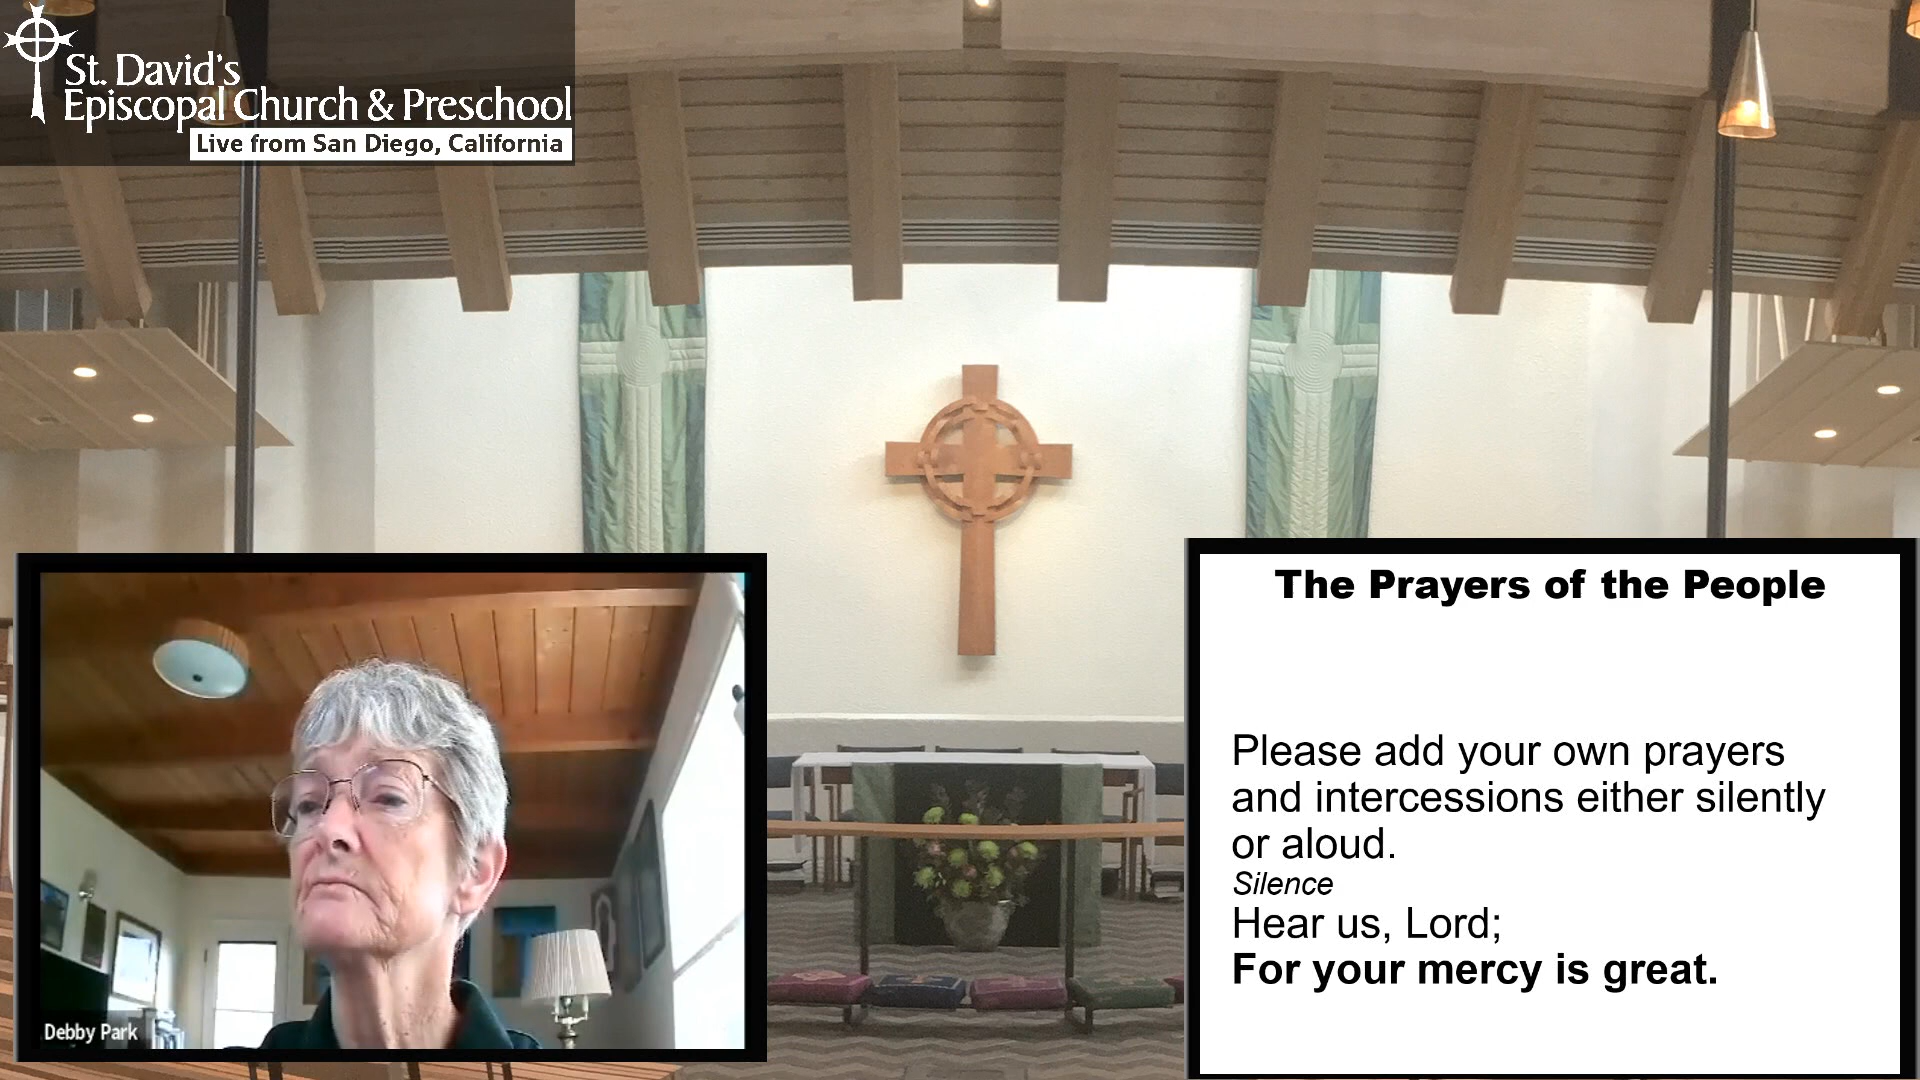 St. David's
Episcopal Church & Preschool
Live from San Diego, California
The Prayers of the People
Please add your own prayers
and intercessions either silently
or aloud.
Silence
Hear us, Lord;
For your mercy is great.
Debby Park